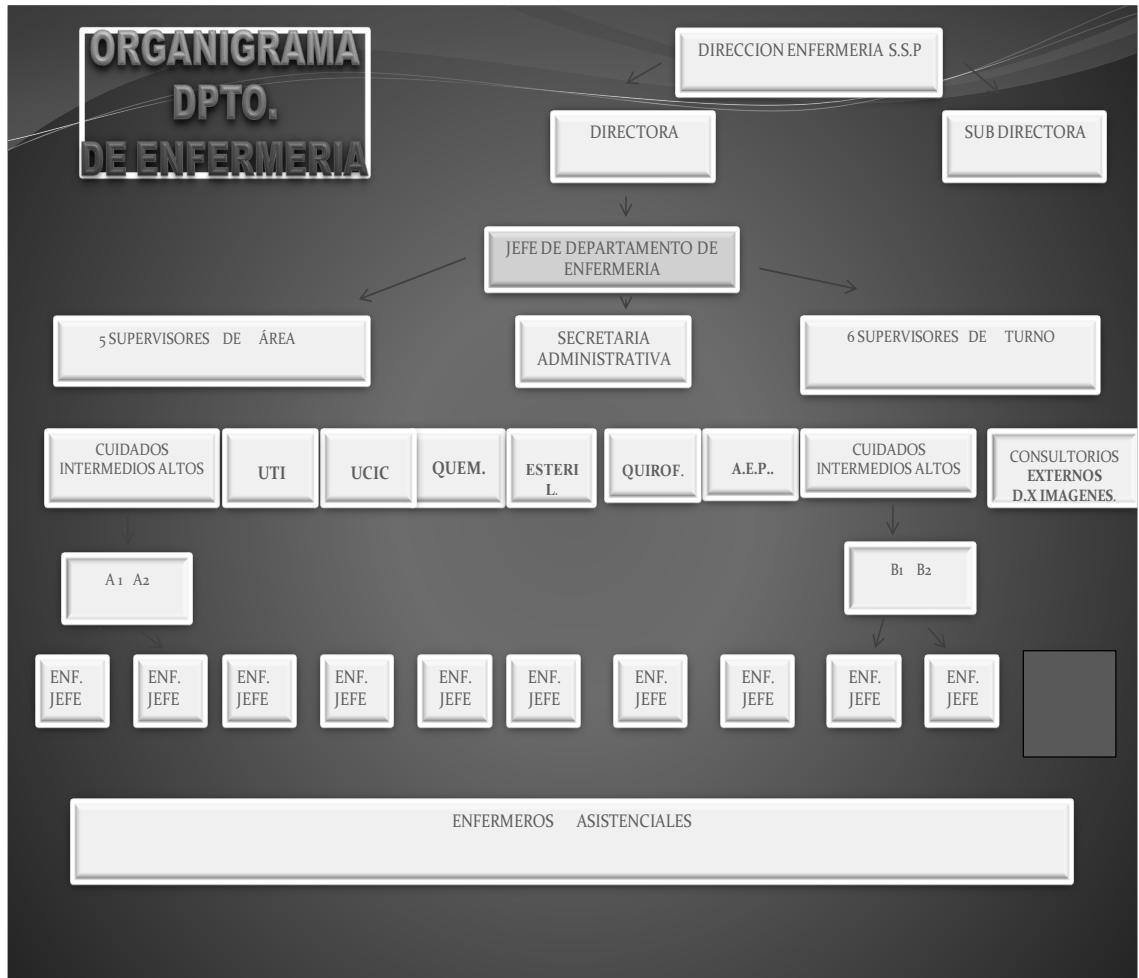 ORGANIGRAMA
DPTO.
DE ENFERMERIA
DIRECCION ENFERMERIA S.S.P
DIRECTORA
SUB DIRECTORA
JEFE DE DEPARTAMENTO DE
ENFERMERIA
5 SUPERVISORES DE ÁREA
SECRETARIA
ADMINISTRATIVA
6 SUPERVISORES DE TURNO
CUIDADOS
INTERMEDIOS ALTOS
UTI
UCIC
QUEM.
ESTERI
L.
QUIROF.
A.E.P..
CUIDADOS
INTERMEDIOS ALTOS
CONSULTORIOS
EXTERNOS
D.X IMAGENES.
A 1 A2
B1 B2
ENF.
JEFE
ENF.
JEFE
ENF.
JEFE
ENF.
JEFE
ENF.
JEFE
ENF.
JEFE
ENF.
JEFE
ENF.
JEFE
ENF.
JEFE
ENF.
JEFE
ENFERMEROS ASISTENCIALES